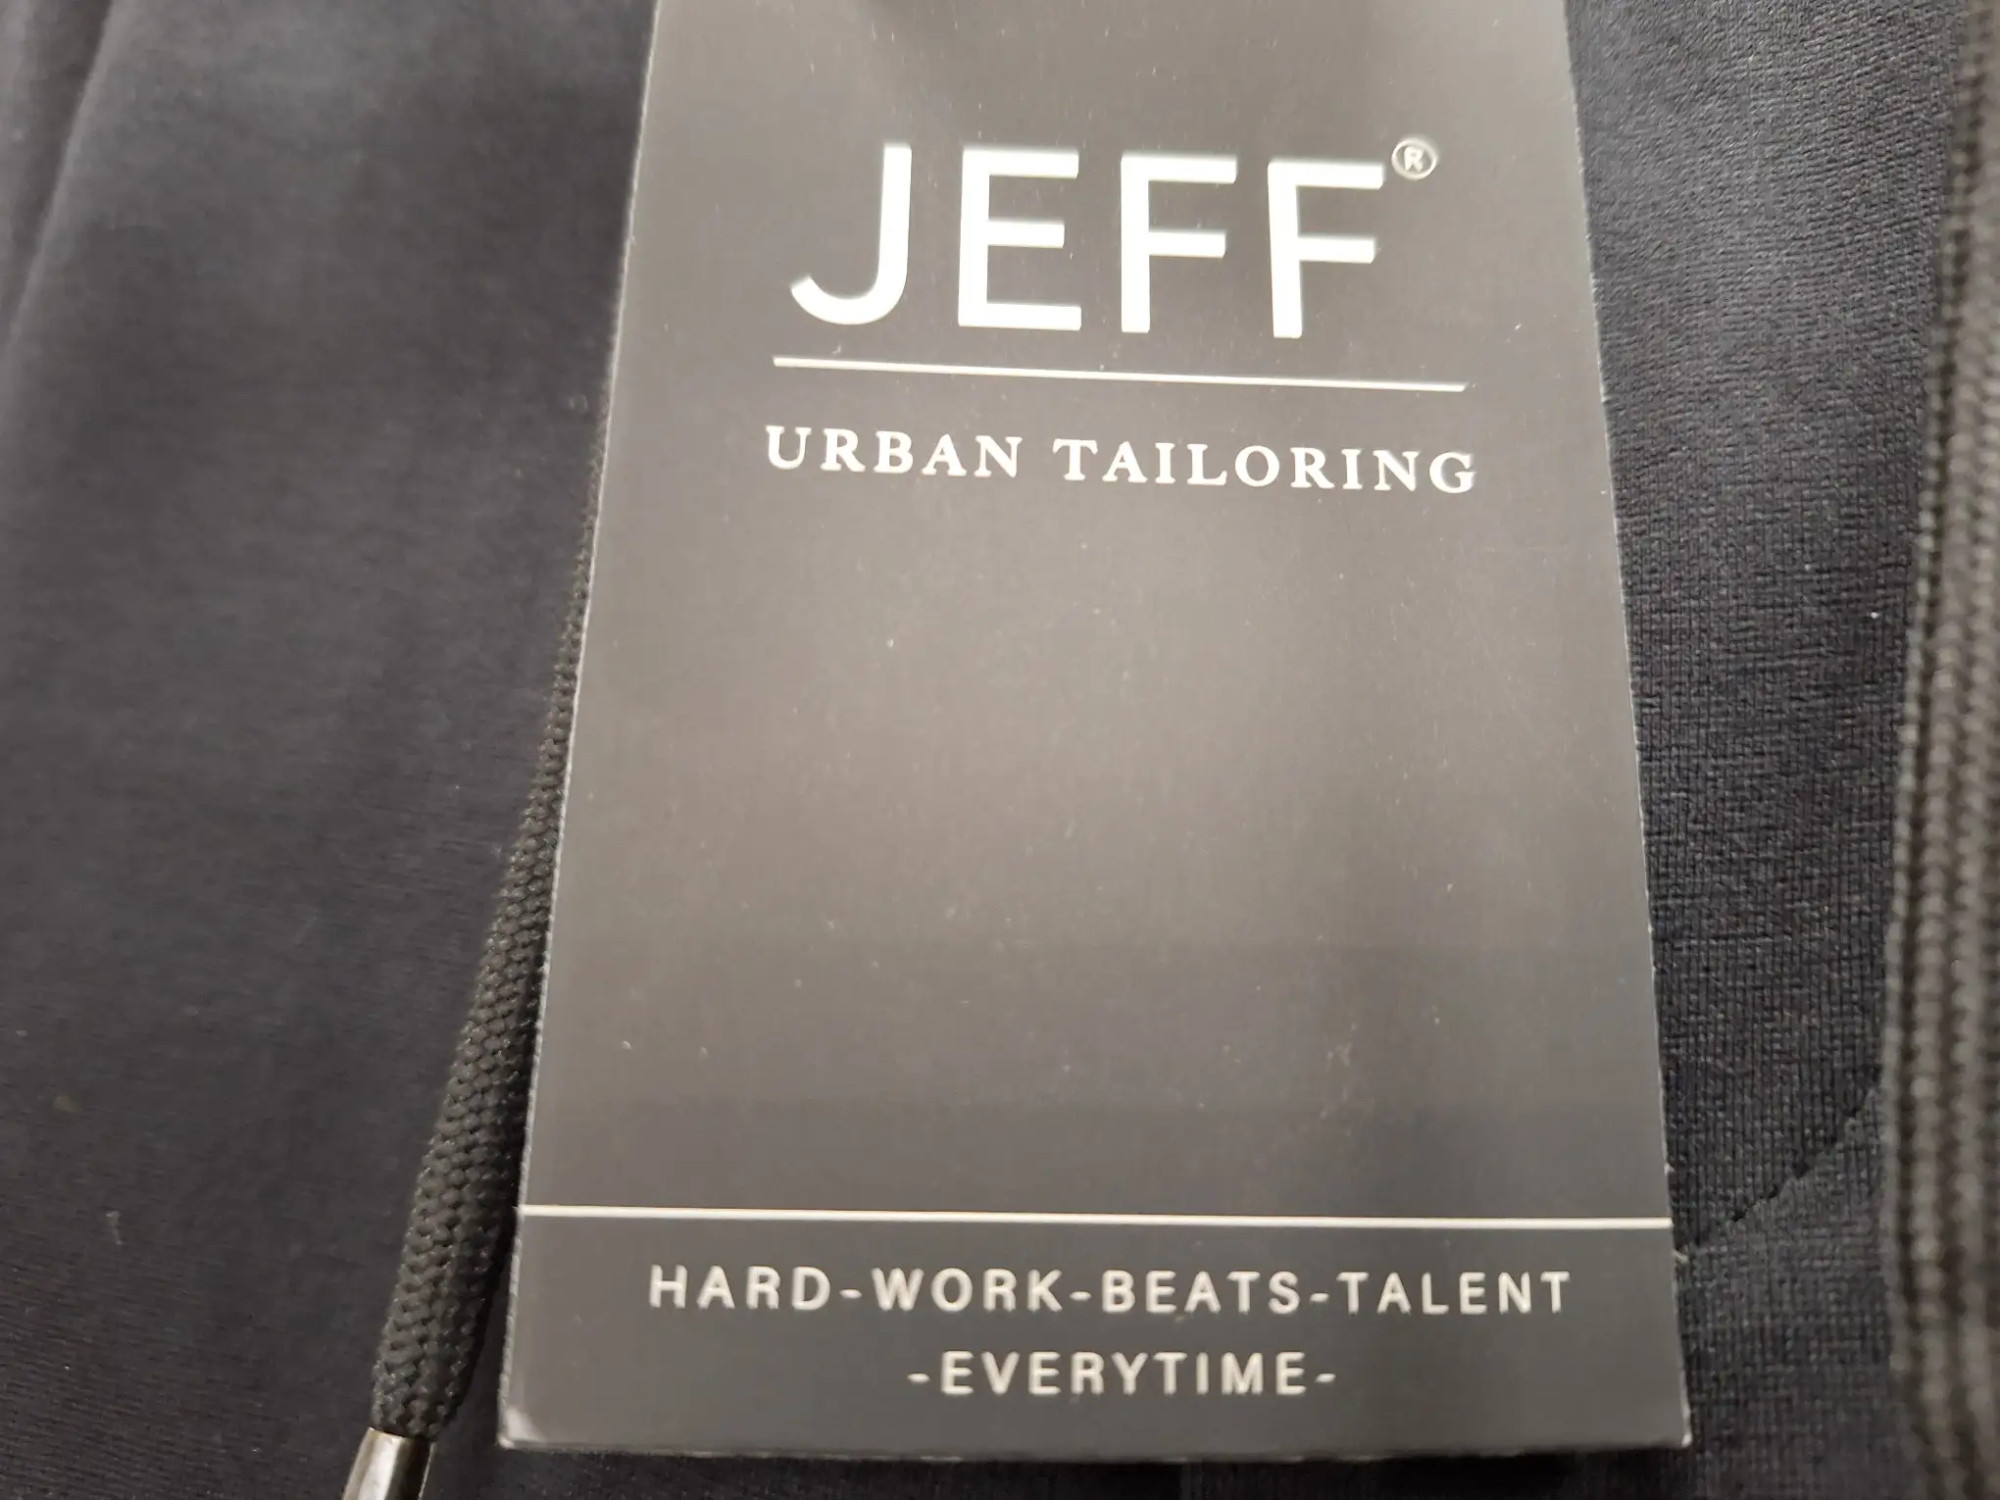 JEFF®
URBAN TAILORING
HARD-WORK-BEATS-TALENT
-EVERYTIME-